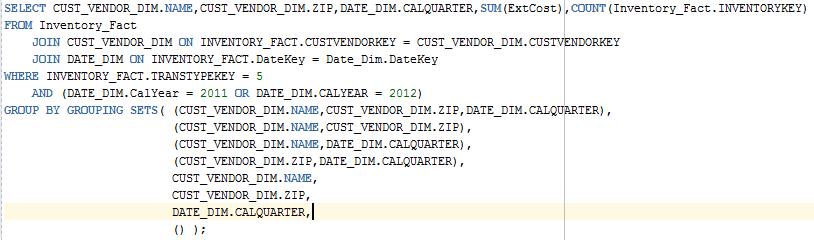 SELECT CUST_VENDOR_DIM.NAME,CUST_VENDOR_DIM.ZIP,DATE_DIM.CALQUARTER,SUM(ExtCost),COUNT(Inventory_Fact.INVENTORYKEY)
FROM Inventory_Fact
    JOIN CUST_VENDOR_DIM ON INVENTORY_FACT.CUSTVENDORKEY = CUST_VENDOR_DIM.CUSTVENDORKEY
    JOIN DATE_DIM ON INVENTORY_FACT.DateKey = Date_Dim.DateKey
WHERE INVENTORY_FACT.TRANSTYPEKEY = 5
    AND (DATE_DIM.CalYear = 2011 OR DATE_DIM.CALYEAR = 2012)
GROUP BY GROUPING SETS( (CUST_VENDOR_DIM.NAME,CUST_VENDOR_DIM.ZIP,DATE_DIM.CALQUARTER),
                        (CUST_VENDOR_DIM.NAME,CUST_VENDOR_DIM.ZIP),
                        (CUST_VENDOR_DIM.NAME,DATE_DIM.CALQUARTER),
                        (CUST_VENDOR_DIM.ZIP,DATE_DIM.CALQUARTER),
                        CUST_VENDOR_DIM.NAME,
                        CUST_VENDOR_DIM.ZIP,
                        DATE_DIM.CALQUARTER,
                        () );